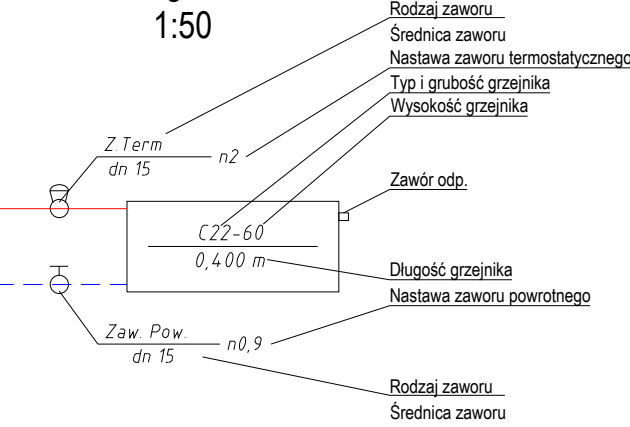 1:50
Rodzaj zaworu
Średnica zaworu
Nastawa zaworu termostatycznego
Typ i grubość grzejnika
Wysokość grzejnika
Z.Term
n2
dn 15
Zawór odp.
C22-60
0,400 m
Długość grzejnika
Nastawa zaworu powrotnego
Zaw. Pow.
n0,9
dn 15
Rodzaj zaworu
Średnica zaworu